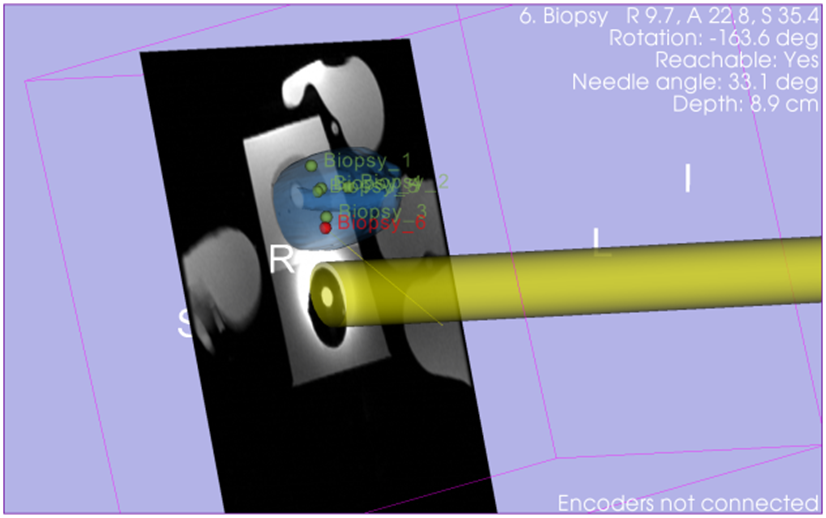 6. Biopsy R 9.7, A 22.8, S 35.4
Rotation: -163.6 deg
Reachable: Yes
Needle angle: 33.1 deg
Depth: 8.9 cm
Biopsy_1
Biopsy_3
Biopsy_6
I
L
R
S
Encoders not connected